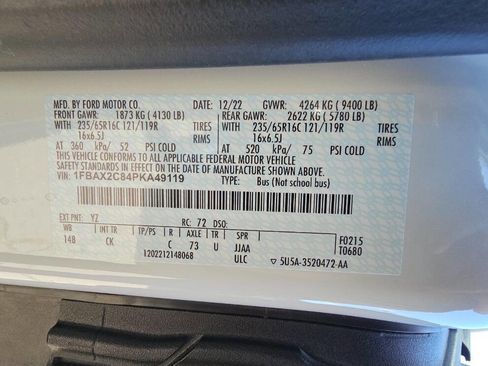 MFD. BY FORD MOTOR CO. 12/22 GVWR: 4264 KG (9400 LB)
FRONT GAWR: 1873 KG (4130 LB) REAR GAWR: 2622 KG (5780 LB)
WITH 235/65R16C 121/119R TIRES WITH 235/65R16C 121/119R TIRES
16x6.5J RIMS 16x6.5J RIMS
AT 360 kPa/ 52 PSI COLD AT 520 kPa/ 75 PSI COLD
THIS VEHICLE CONFORMS TO ALL APPLICABLE FEDERAL MOTOR VEHICLE
SAFETY STANDARDS IN EFFECT ON THE DATE OF MANUFACTURE SHOWN ABOVE.
VIN: 1FBAX2C84PKA49119 TYPE: Bus (Not school bus)
EXT PNT: YZ RC: 72 DSO:
WB INT TR TP/PS R AXLE TR SPR F0215
148 CK C 73 U JJAA T0680
1202212148068 ULC ▽ 5U5A-3520472-AA